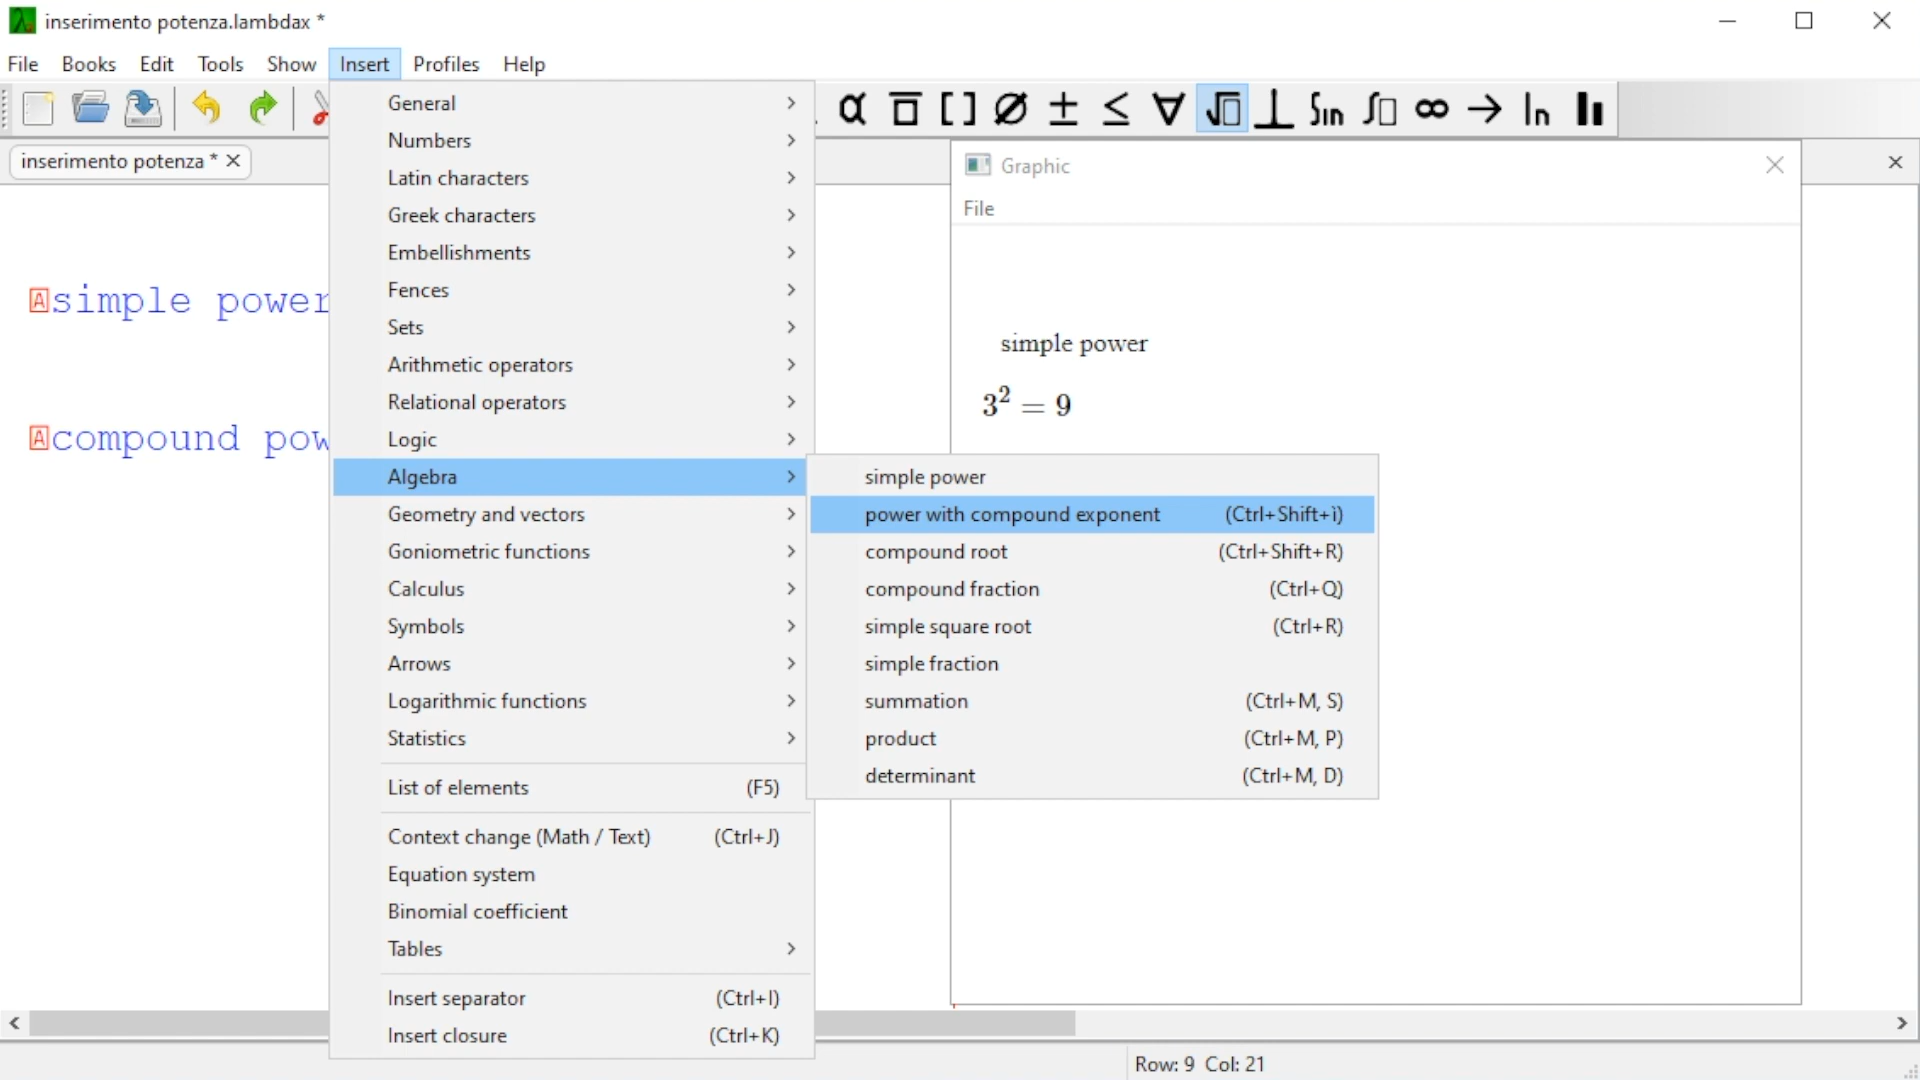 inserimento potenza.lambdax *
File Books Edit Tools Show Insert Profiles Help
α [ ] Ø ± ≤ ∀ √ ⊥ Sin ∫ ∞ → ln
inserimento potenza *
Graphic
File
simple power
3² = 9
simple power
compound pow
General
Numbers
Latin characters
Greek characters
Embellishments
Fences
Sets
Arithmetic operators
Relational operators
Logic
Algebra
Geometry and vectors
Goniometric functions
Calculus
Symbols
Arrows
Logarithmic functions
Statistics
List of elements (F5)
Context change (Math / Text) (Ctrl+J)
Equation system
Binomial coefficient
Tables
Insert separator (Ctrl+I)
Insert closure (Ctrl+K)
simple power
power with compound exponent (Ctrl+Shift+ì)
compound root (Ctrl+Shift+R)
compound fraction (Ctrl+Q)
simple square root (Ctrl+R)
simple fraction
summation (Ctrl+M, S)
product (Ctrl+M, P)
determinant (Ctrl+M, D)
Row: 9 Col: 21